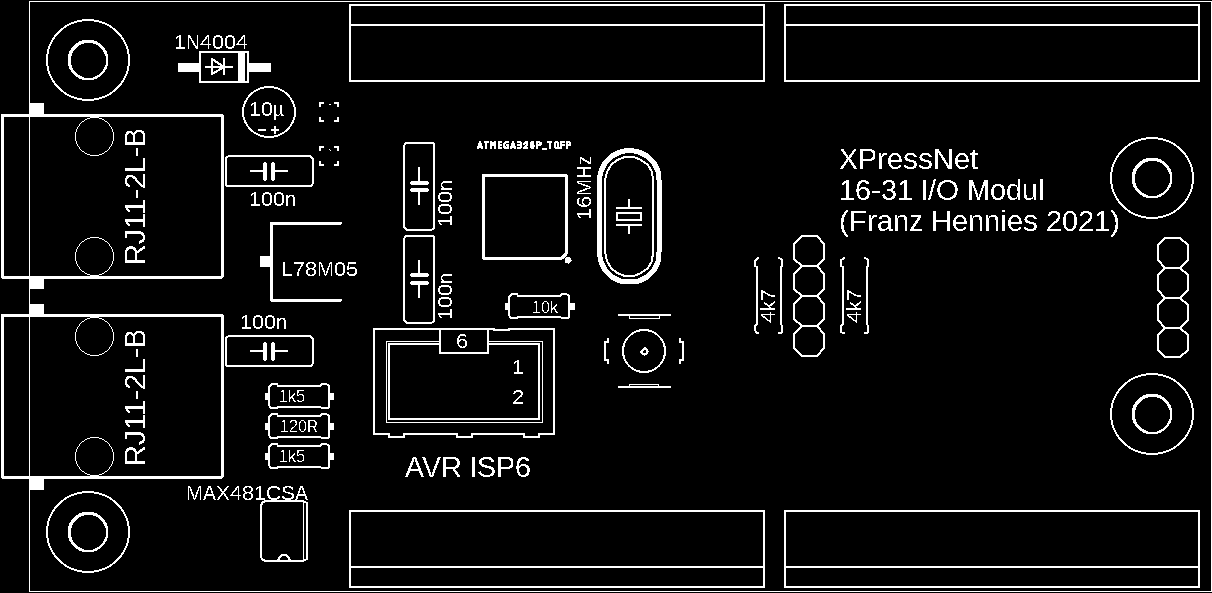 1N4004
10µ
- +
RJ11-2L-B
100n
L78M05
100n
100n
ATMEGA328P_TQFP
16MHz
XPressNet
16-31 I/O Modul
(Franz Hennies 2021)
4k7
4k7
10k
6
1
2
AVR ISP6
RJ11-2L-B
100n
1k5
120R
1k5
MAX481CSA